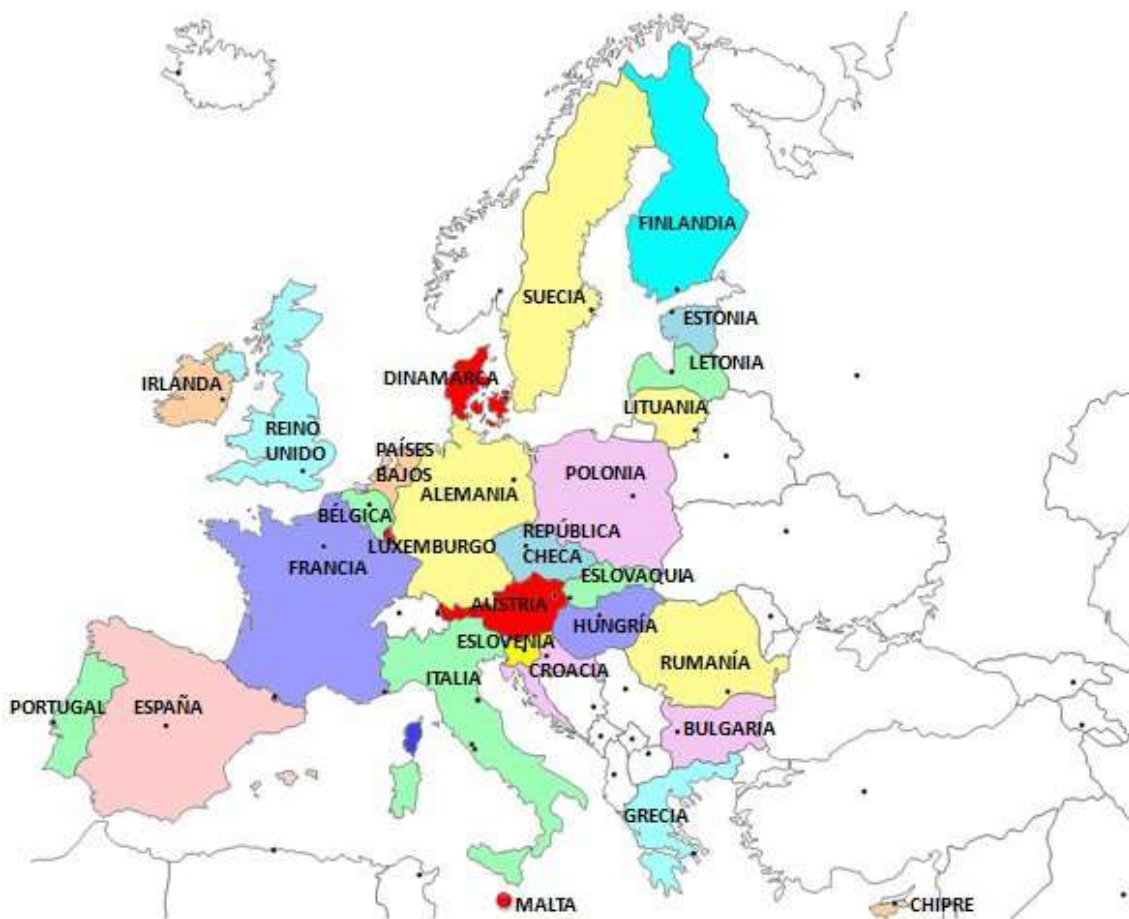 FINLANDIA
SUECIA
ESTONIA
LETONIA
DINAMARCA
IRLANDA
LITUANIA
REINO
UNIDO
PAÍSES
BAJOS
POLONIA
ALEMANIA
BÉLGICA
REPÚBLICA
CHECA
LUXEMBURGO
FRANCIA
ESLOVAQUIA
AUSTRIA
HUNGRÍA
ESLOVENIA
CROACIA
RUMANÍA
ITALIA
PORTUGAL
ESPAÑA
BULGARIA
GRECIA
MALTA
CHIPRE